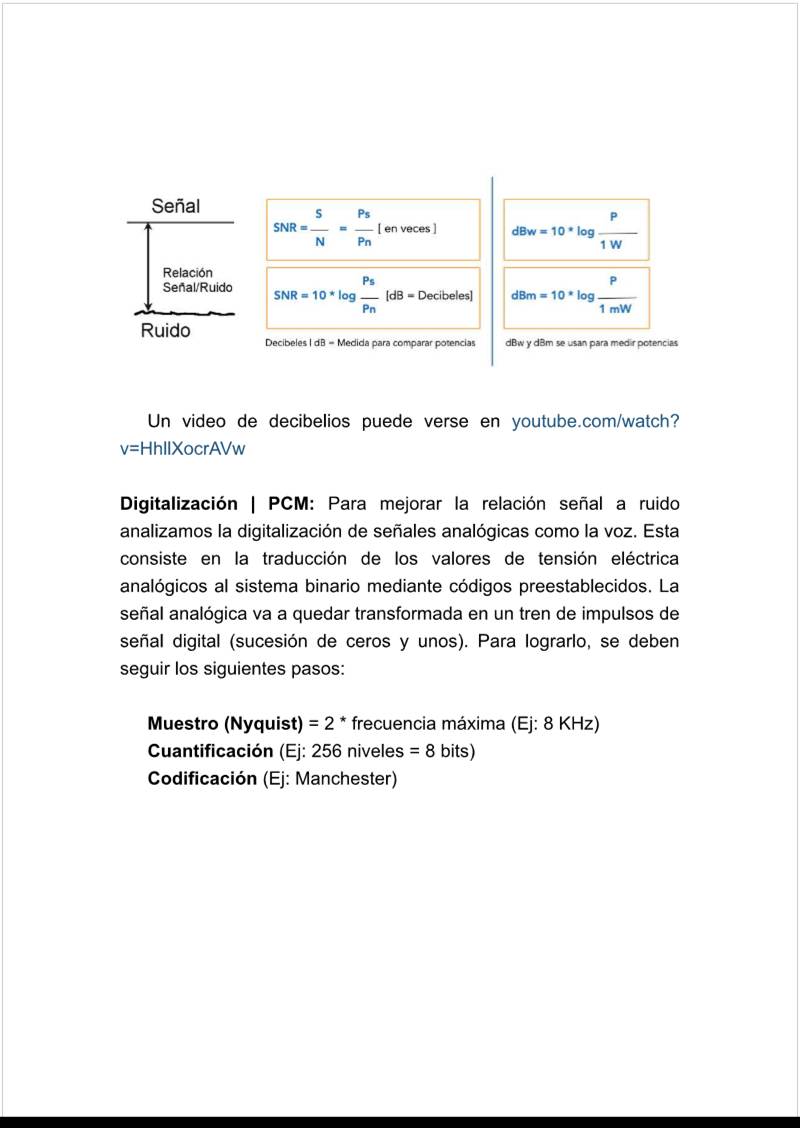 Señal
Relación
Señal/Ruido
Ruido
SNR = S / N = Ps / Pn [ en veces ]
SNR = 10 * log Ps / Pn [dB = Decibeles]
Decibeles | dB = Medida para comparar potencias
dBw = 10 * log P / 1 W
dBm = 10 * log P / 1 mW
dBw y dBm se usan para medir potencias
Un video de decibelios puede verse en youtube.com/watch?
v=HhlIXocrAVw
Digitalización | PCM: Para mejorar la relación señal a ruido
analizamos la digitalización de señales analógicas como la voz. Esta
consiste en la traducción de los valores de tensión eléctrica
analógicos al sistema binario mediante códigos preestablecidos. La
señal analógica va a quedar transformada en un tren de impulsos de
señal digital (sucesión de ceros y unos). Para lograrlo, se deben
seguir los siguientes pasos:
Muestro (Nyquist) = 2 * frecuencia máxima (Ej: 8 KHz)
Cuantificación (Ej: 256 niveles = 8 bits)
Codificación (Ej: Manchester)